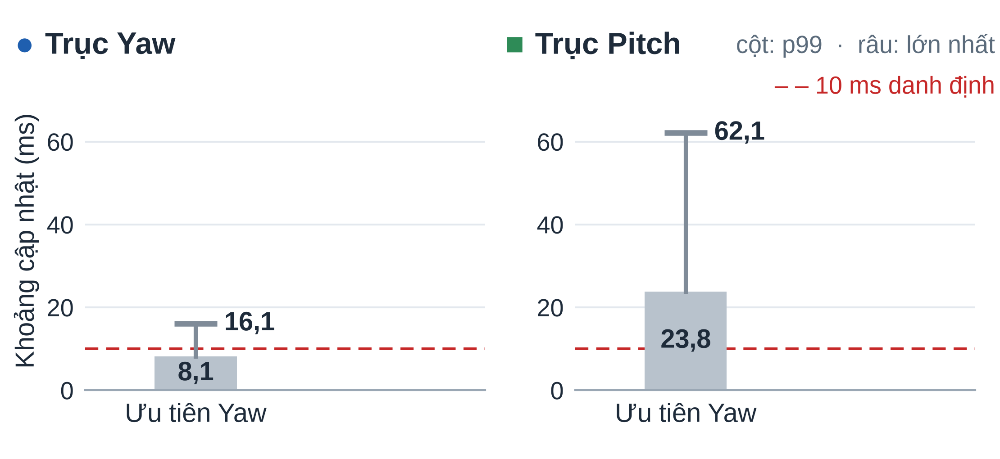 Trục Yaw
Trục Pitch
cột: p99 · râu: lớn nhất
– – 10 ms danh định
Khoảng cập nhật (ms)
60
40
20
0
16,1
8,1
Ưu tiên Yaw
60
40
20
0
62,1
23,8
Ưu tiên Yaw